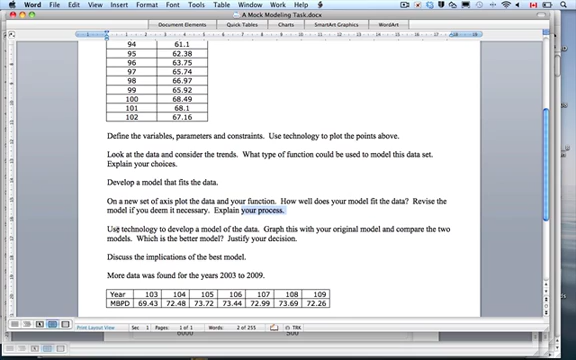 Word File Edit View Insert Format Font Tools Table Window Work Help
A Mock Modeling Task.docx
Document Elements Quick Tables Charts SmartArt Graphics WordArt
94 61.1
95 62.38
96 63.75
97 65.74
98 66.97
99 65.92
100 68.49
101 68.1
102 67.16
Define the variables, parameters and constraints. Use technology to plot the points above.
Look at the data and consider the trends. What type of function could be used to model this data set.
Explain your choices.
Develop a model that fits the data.
On a new set of axis plot the data and your function. How well does your model fit the data? Revise the
model if you deem it necessary. Explain your process.
Use technology to develop a model of the data. Graph this with your original model and compare the two
models. Which is the better model? Justify your decision.
Discuss the implications of the best model.
More data was found for the years 2003 to 2009.
Year 103 104 105 106 107 108 109
MBPD 69.43 72.48 73.72 73.44 72.99 73.69 72.26
Print Layout View Sec 1 Pages: 1 of 1 Words: 2 of 255 TRK